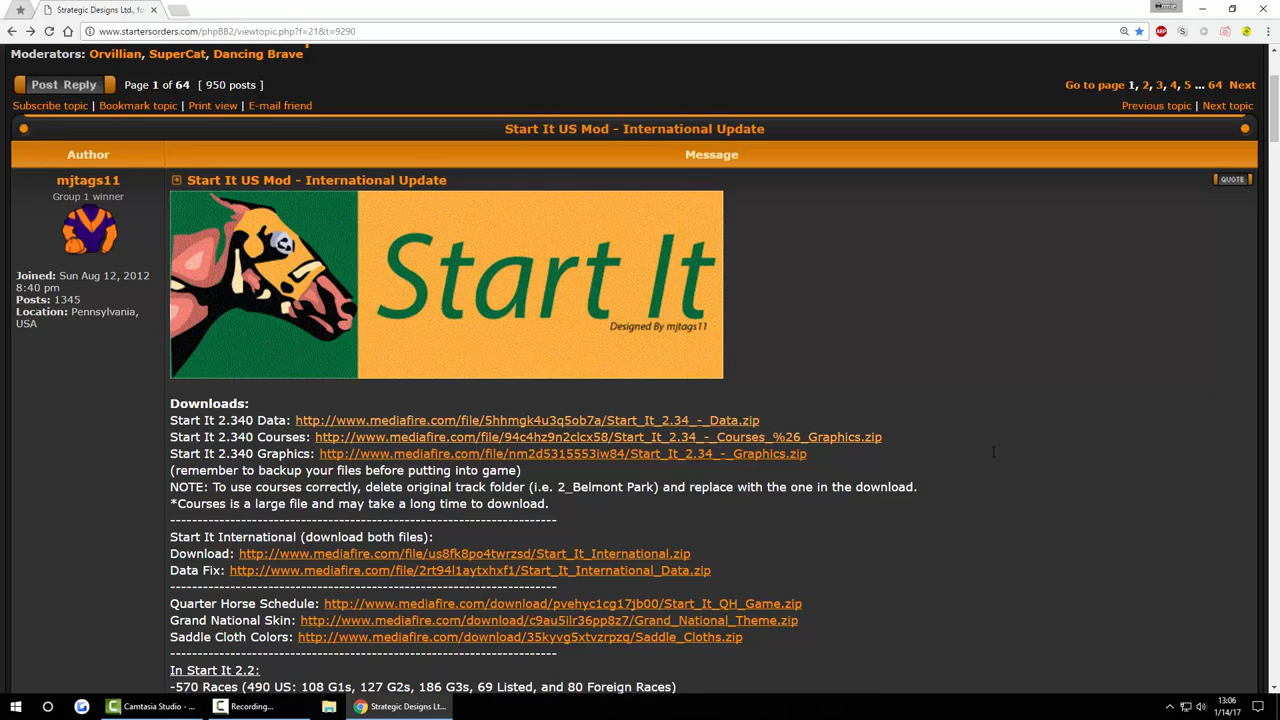 Strategic Designs Ltd., fo
www.startersorders.com/phpBB2/viewtopic.php?f=21&t=9290
Moderators: Orvillian, SuperCat, Dancing Brave
Post Reply Page 1 of 64 [ 950 posts ] Go to page 1, 2, 3, 4, 5 ... 64 Next
Subscribe topic | Bookmark topic | Print view | E-mail friend Previous topic | Next topic
Start It US Mod - International Update
Author Message
mjtags11 Start It US Mod - International Update QUOTE
Group 1 winner
Start It
Designed By mjtags11
Joined: Sun Aug 12, 2012
8:40 pm
Posts: 1345
Location: Pennsylvania,
USA
Downloads:
Start It 2.340 Data: http://www.mediafire.com/file/5hhmgk4u3q5ob7a/Start_It_2.34_-_Data.zip
Start It 2.340 Courses: http://www.mediafire.com/file/94c4hz9n2clcx58/Start_It_2.34_-_Courses_%26_Graphics.zip
Start It 2.340 Graphics: http://www.mediafire.com/file/nm2d5315553iw84/Start_It_2.34_-_Graphics.zip
(remember to backup your files before putting into game)
NOTE: To use courses correctly, delete original track folder (i.e. 2_Belmont Park) and replace with the one in the download.
*Courses is a large file and may take a long time to download.
--------------------------------------------------------
Start It International (download both files):
Download: http://www.mediafire.com/file/us8fk8po4twrzsd/Start_It_International.zip
Data Fix: http://www.mediafire.com/file/2rt94l1aytxhxf1/Start_It_International_Data.zip
--------------------------------------------------------
Quarter Horse Schedule: http://www.mediafire.com/download/pvehyc1cg17jb00/Start_It_QH_Game.zip
Grand National Skin: http://www.mediafire.com/download/c9au5ilr36pp8z7/Grand_National_Theme.zip
Saddle Cloth Colors: http://www.mediafire.com/download/35kyvg5xtvzrpzq/Saddle_Cloths.zip
--------------------------------------------------------
In Start It 2.2:
-570 Races (490 US: 108 G1s, 127 G2s, 186 G3s, 69 Listed, and 80 Foreign Races)
Camtasia Studio - ... Recording... Strategic Designs Lt... 13:06
1/14/17